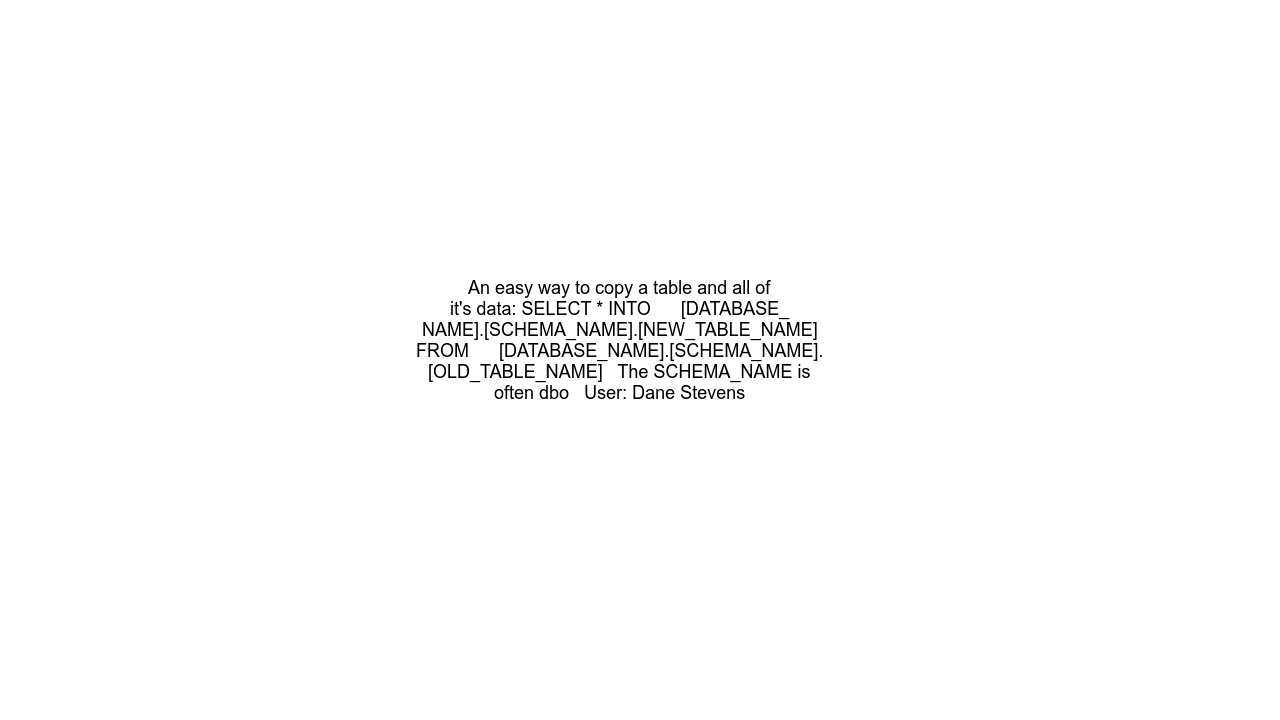 An easy way to copy a table and all of
it's data: SELECT * INTO      [DATABASE_
NAME].[SCHEMA_NAME].[NEW_TABLE_NAME]
FROM      [DATABASE_NAME].[SCHEMA_NAME].
[OLD_TABLE_NAME]   The SCHEMA_NAME is
often dbo   User: Dane Stevens